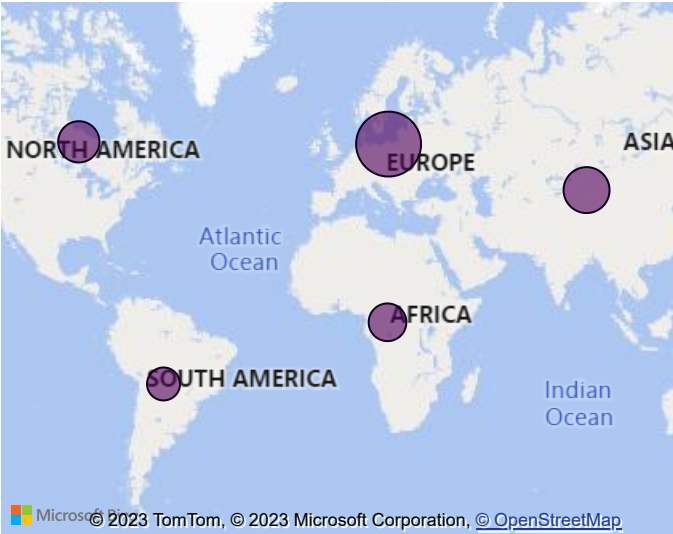 ASIA
NORTH AMERICA
EUROPE
Atlantic
Ocean
AFRICA
SOUTH AMERICA
Indian
Ocean
Microsoft Bing
© 2023 TomTom, © 2023 Microsoft Corporation, © OpenStreetMap